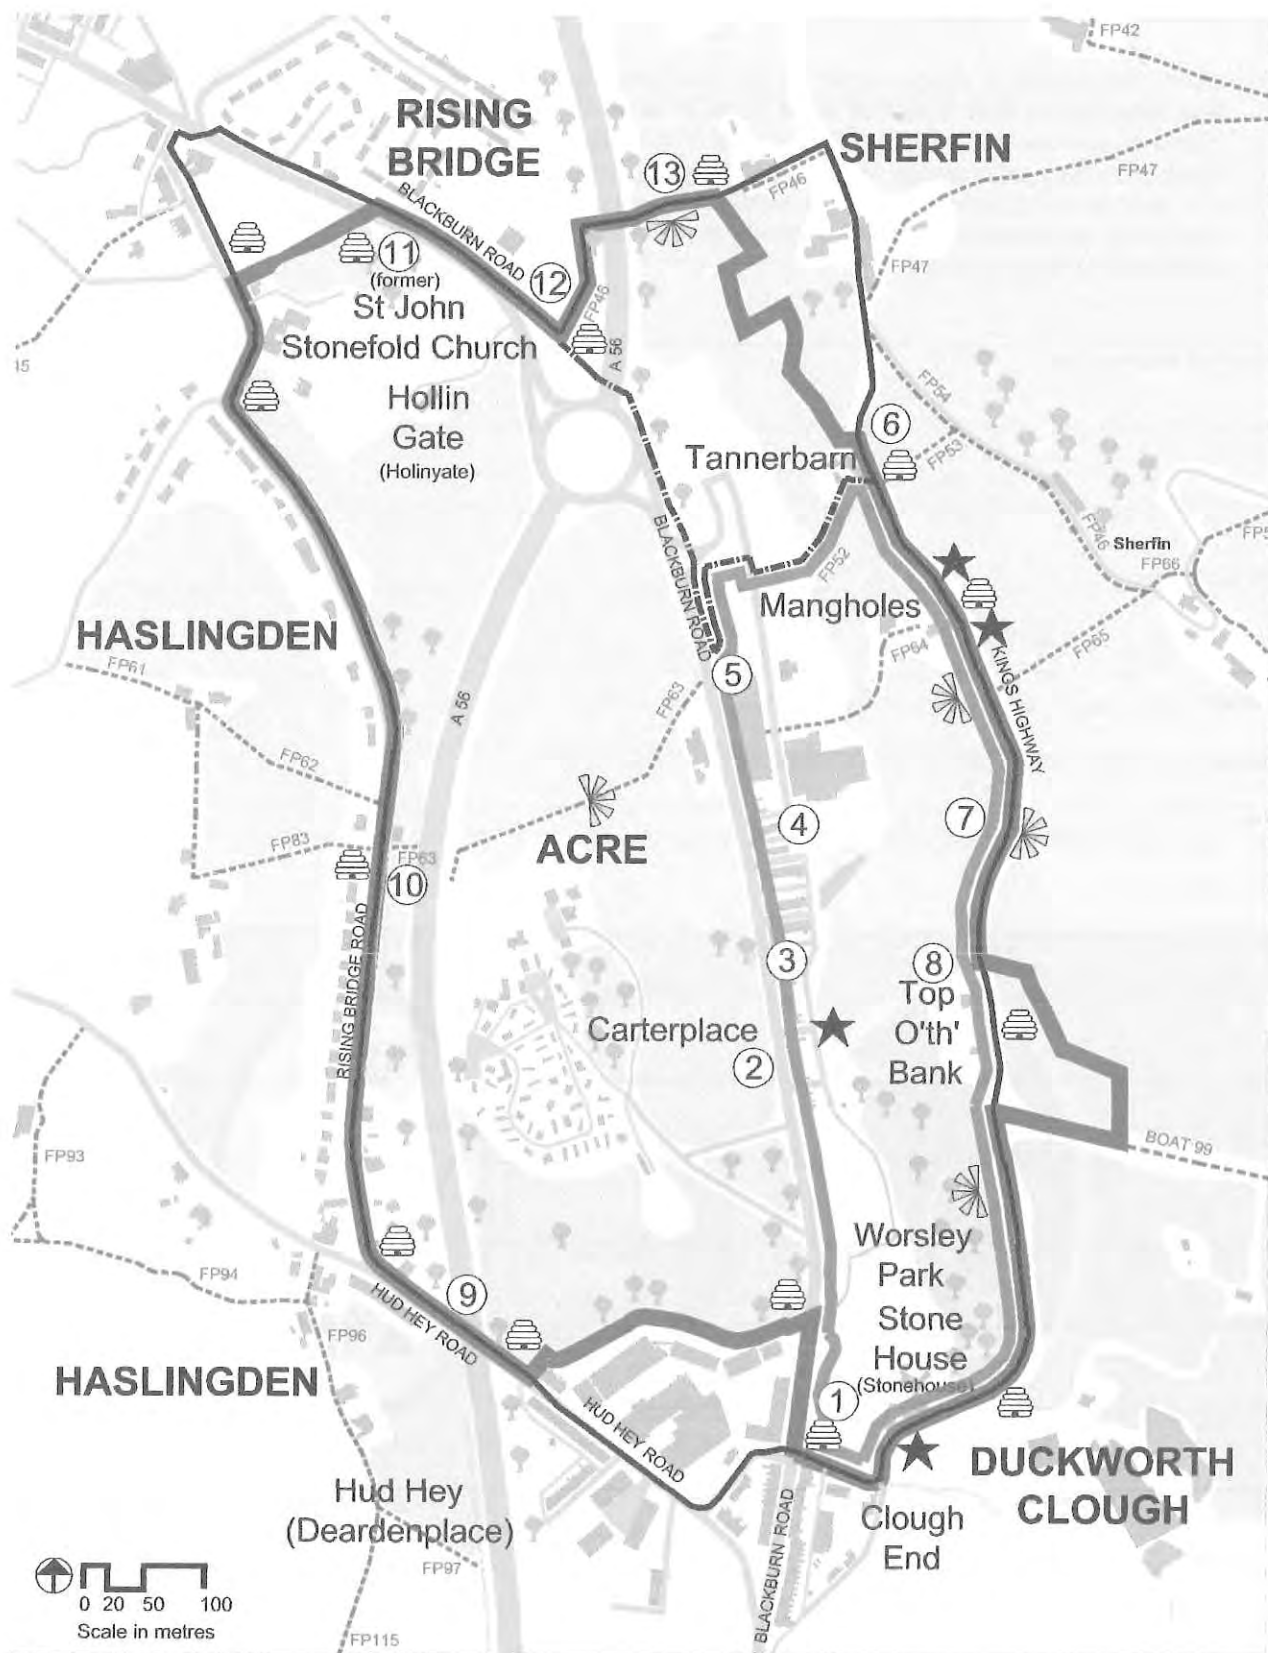 FP42
RISING
BRIDGE
SHERFIN
13
FP46
FP47
BLACKBURN ROAD
FP47
11
(former)
12
FP46
St John
Stonefold Church
A 56
Hollin
Gate
(Holinyate)
FP54
6
FP53
Tannerbarn
FP46
Sherfin
FP66
BLACKBURN ROAD
FP52
Mangholes
HASLINGDEN
FP61
FP64
FP65
KINGS HIGHWAY
5
FP63
A 56
FP62
4
7
ACRE
FP83
FP63
10
3
8
Top
O'th'
Bank
Carterplace
2
RISING BRIDGE ROAD
BOAT 99
FP93
Worsley
Park
FP94
9
HUD HEY ROAD
FP96
Stone
House
(Stonehouse)
HASLINGDEN
1
HUD HEY ROAD
DUCKWORTH
CLOUGH
Hud Hey
(Deardenplace)
Clough
End
BLACKBURN ROAD
FP97
0 20 50 100
Scale in metres
FP115